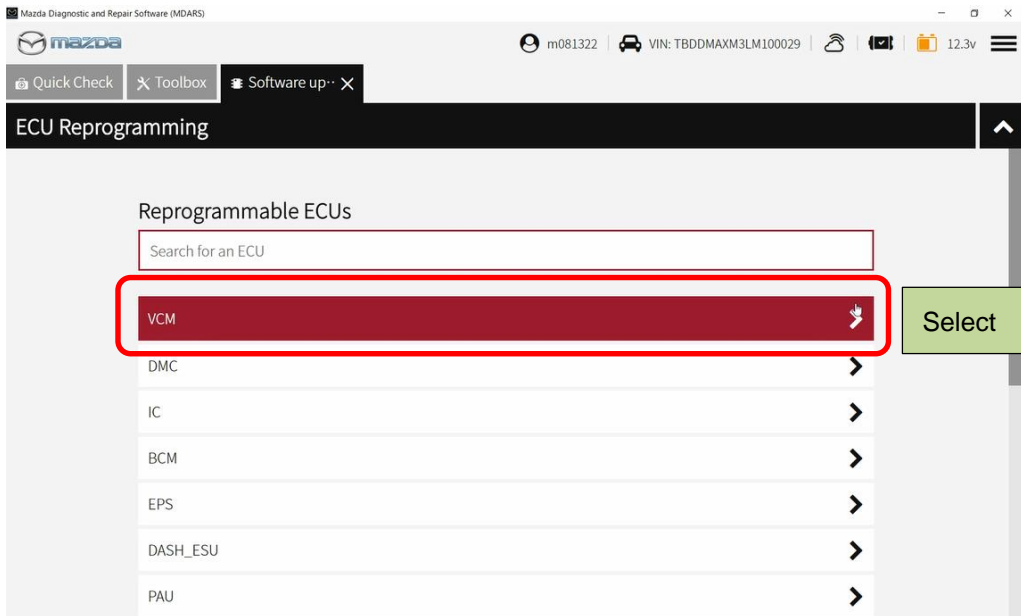 Mazda Diagnostic and Repair Software (MDARS)
mazda
m081322 VIN: TBDDMAXM3LM100029 12.3v
Quick Check Toolbox Software up··
ECU Reprogramming
Reprogrammable ECUs
Search for an ECU
VCM
Select
DMC
IC
BCM
EPS
DASH_ESU
PAU